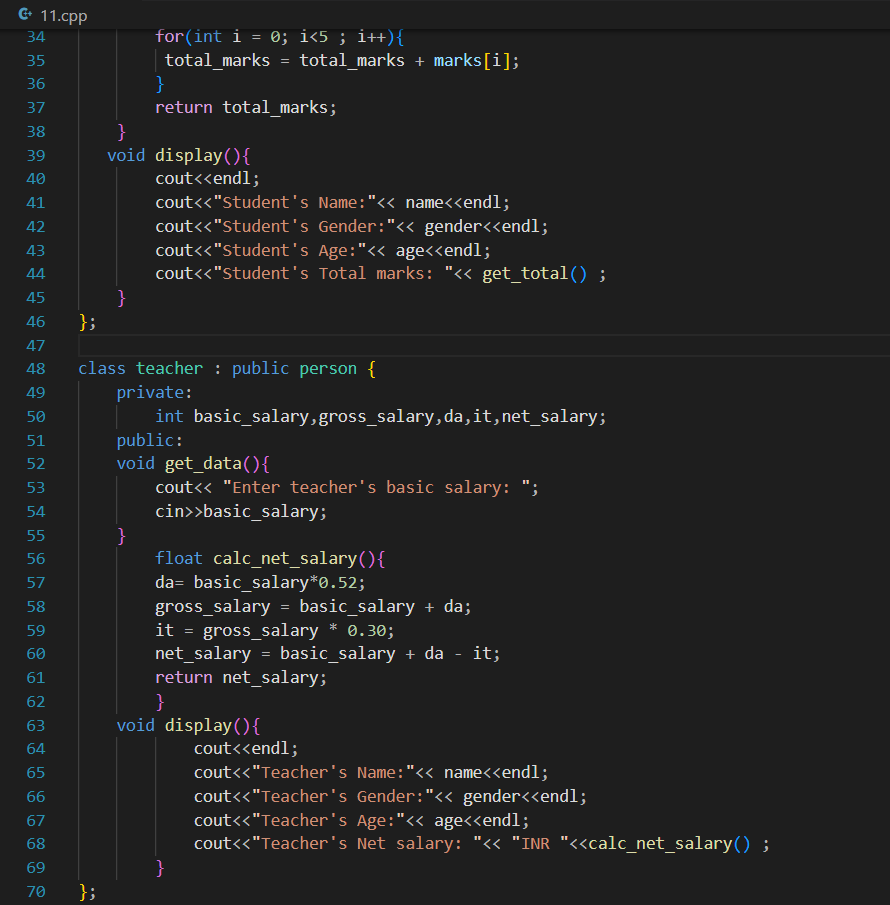 11.cpp
34 for(int i = 0; i<5 ; i++){
35 total_marks = total_marks + marks[i];
36 }
37 return total_marks;
38 }
39 void display(){
40 cout<<endl;
41 cout<<"Student's Name:"<< name<<endl;
42 cout<<"Student's Gender:"<< gender<<endl;
43 cout<<"Student's Age:"<< age<<endl;
44 cout<<"Student's Total marks: "<< get_total() ;
45 }
46 };
47
48 class teacher : public person {
49 private:
50 int basic_salary,gross_salary,da,it,net_salary;
51 public:
52 void get_data(){
53 cout<< "Enter teacher's basic salary: ";
54 cin>>basic_salary;
55 }
56 float calc_net_salary(){
57 da= basic_salary*0.52;
58 gross_salary = basic_salary + da;
59 it = gross_salary * 0.30;
60 net_salary = basic_salary + da - it;
61 return net_salary;
62 }
63 void display(){
64 cout<<endl;
65 cout<<"Teacher's Name:"<< name<<endl;
66 cout<<"Teacher's Gender:"<< gender<<endl;
67 cout<<"Teacher's Age:"<< age<<endl;
68 cout<<"Teacher's Net salary: "<< "INR "<<calc_net_salary() ;
69 }
70 };